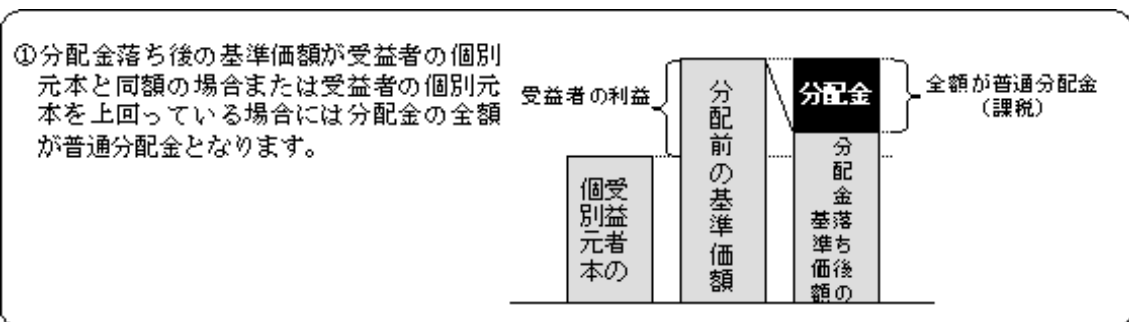 ①分配金落ち後の基準価額が受益者の個別
元本と同額の場合または受益者の個別元
本を上回っている場合には分配金の全額
が普通分配金となります。
受益者の利益
受益者の
個別元本
分配前の基準価額
分配金
分配金落ち後の
基準価額
全額が普通分配金
（課税）